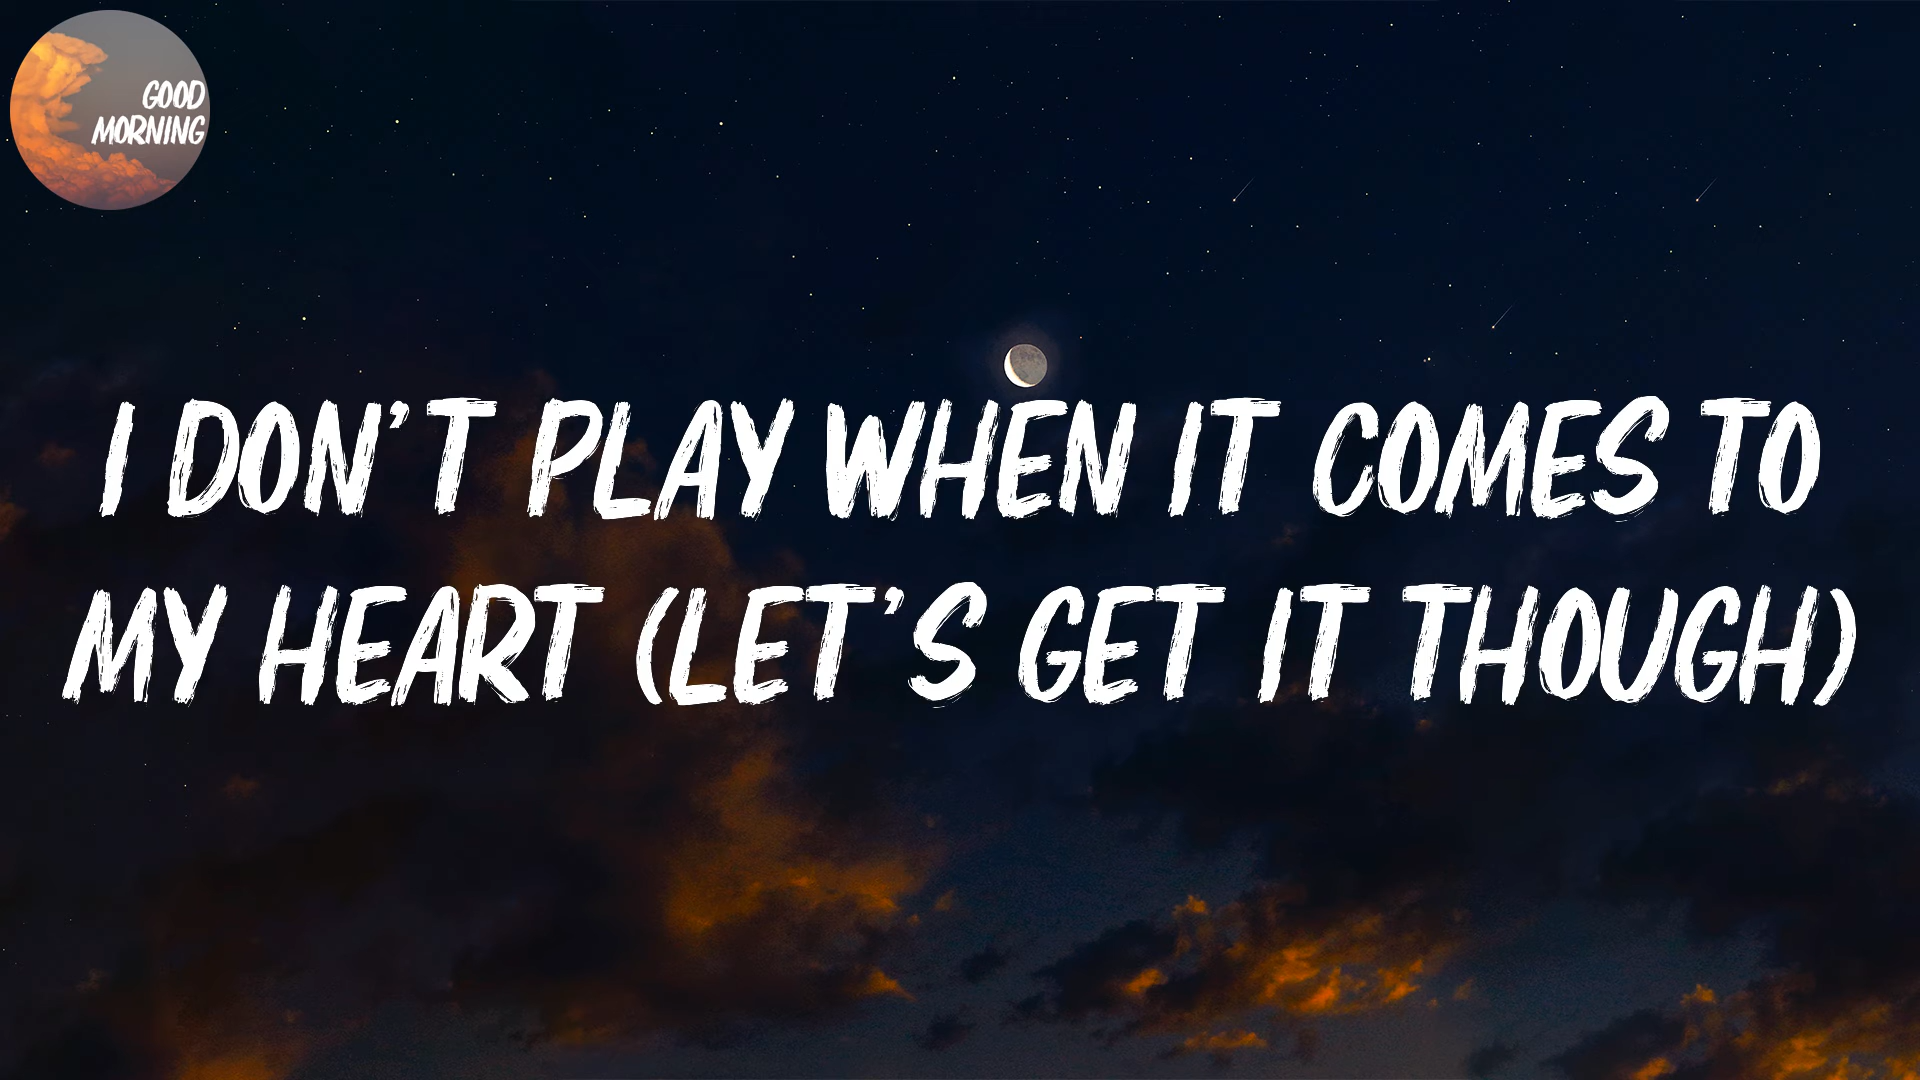 GOOD
MORNING
I DON'T PLAY WHEN IT COMES TO
MY HEART (LET'S GET IT THOUGH)